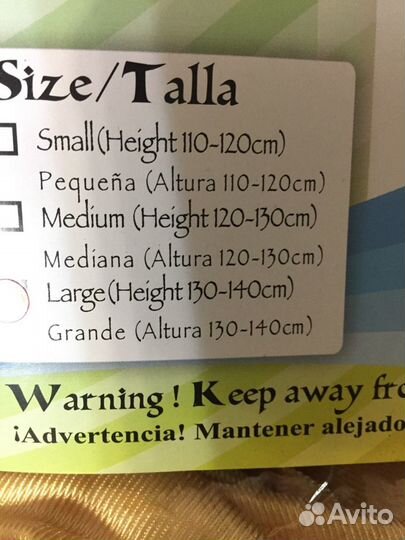 Size/Talla
Small(Height 110-120cm)
Pequeña (Altura 110-120cm)
Medium (Height 120-130cm)
Mediana (Altura 120-130cm)
Large(Height 130-140cm)
Grande (Altura 130-140cm)
Warning! Keep away fro
¡Advertencia! Mantener alejado
Avito